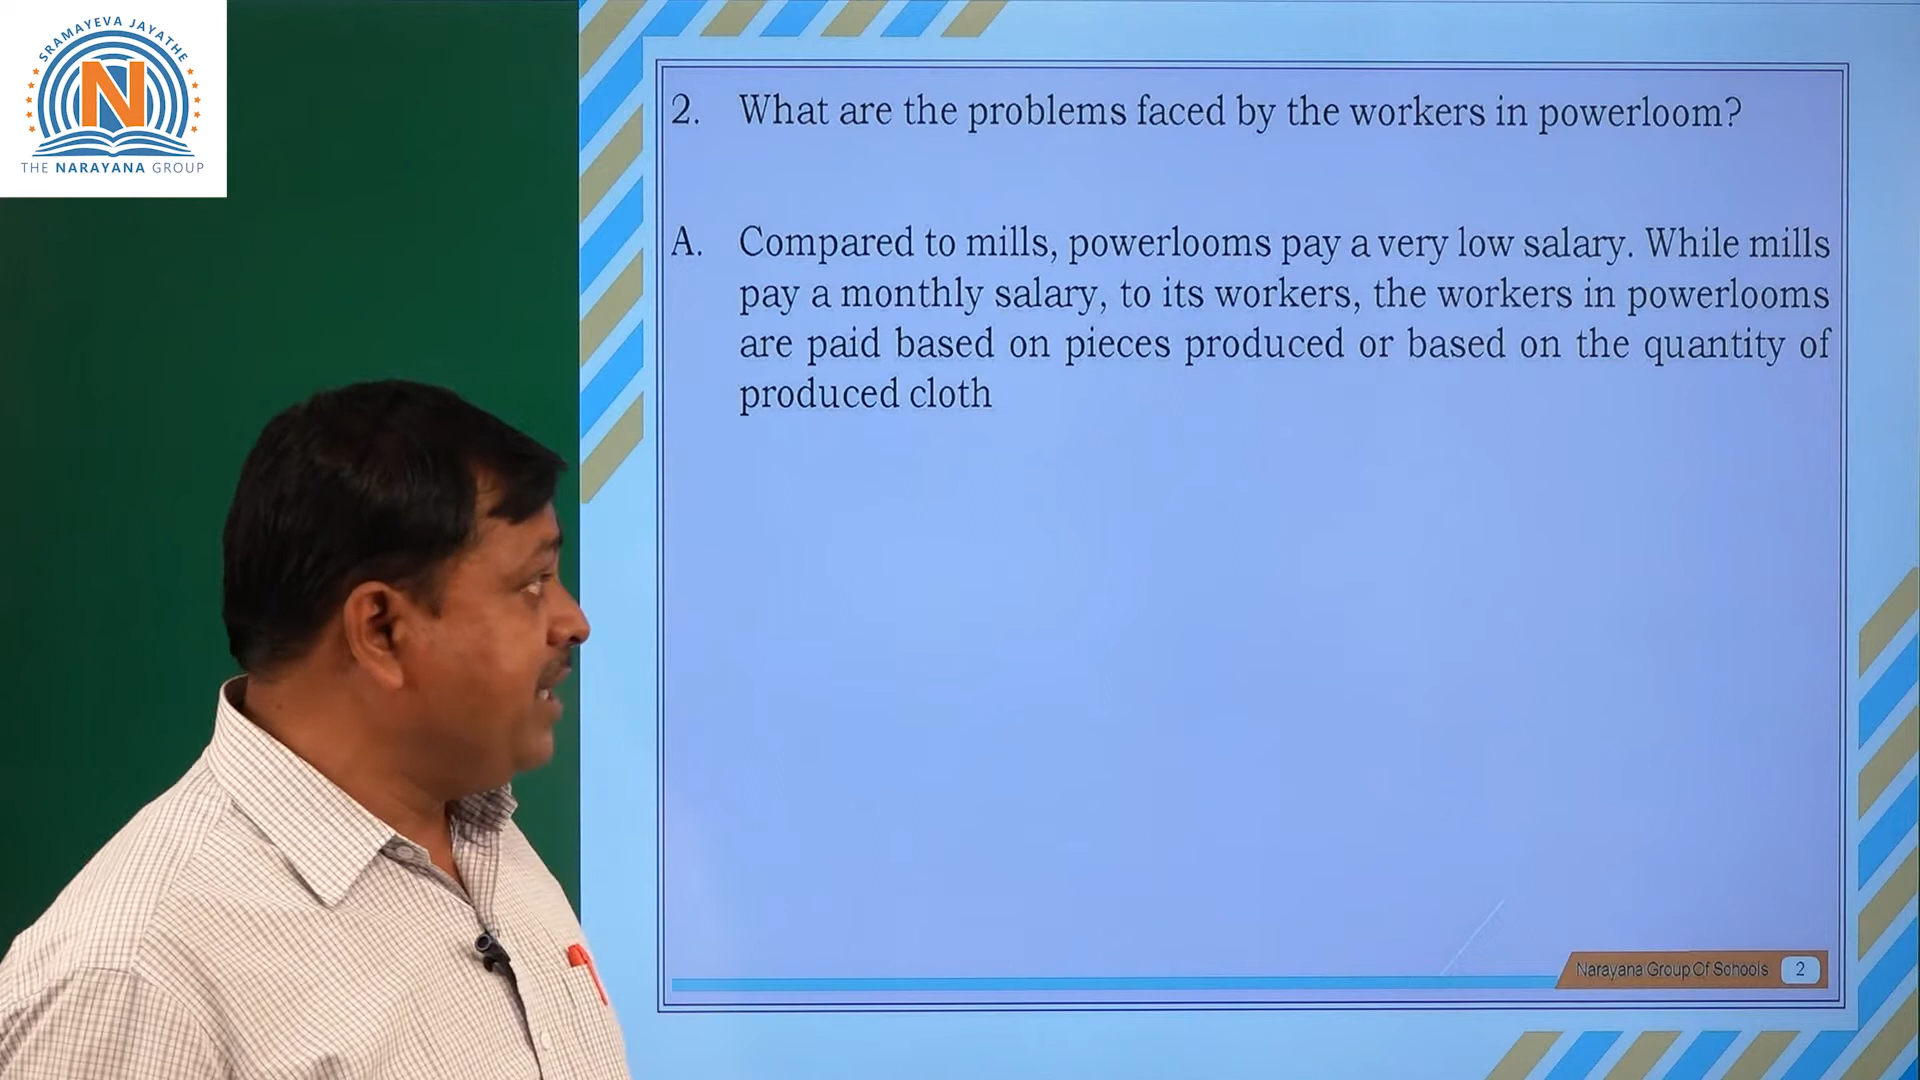 SRAMAYEVA JAYATHE
N
THE NARAYANA GROUP
2. What are the problems faced by the workers in powerloom?
A. Compared to mills, powerlooms pay a very low salary. While mills
pay a monthly salary, to its workers, the workers in powerlooms
are paid based on pieces produced or based on the quantity of
produced cloth
Narayana Group Of Schools 2